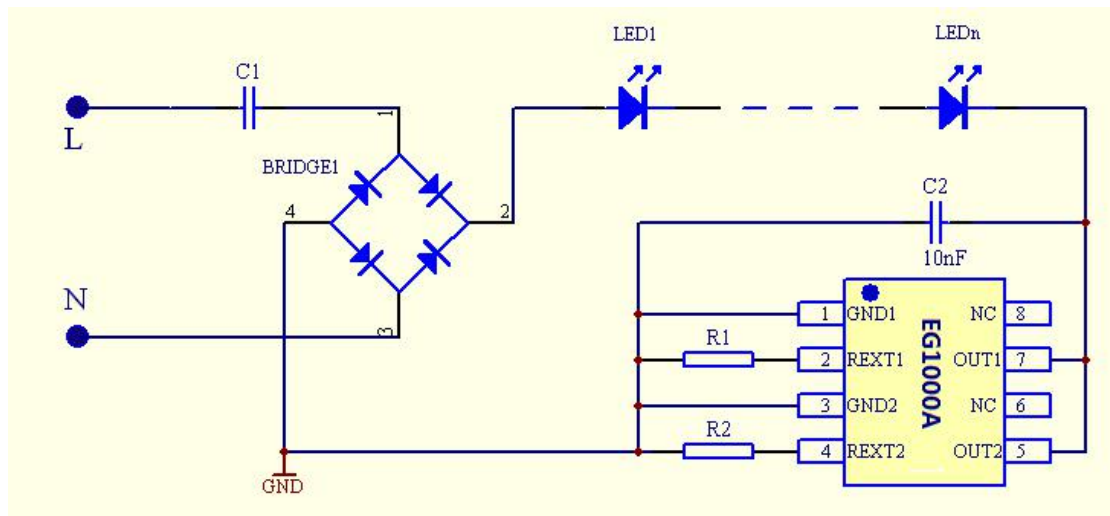 LED1
LEDn
C1
L
1
BRIDGE1
4
2
C2
10nF
N
3
1 GND1 NC 8
R1
2 REXT1 OUT1 7
EG1000A
3 GND2 NC 6
R2
4 REXT2 OUT2 5
GND